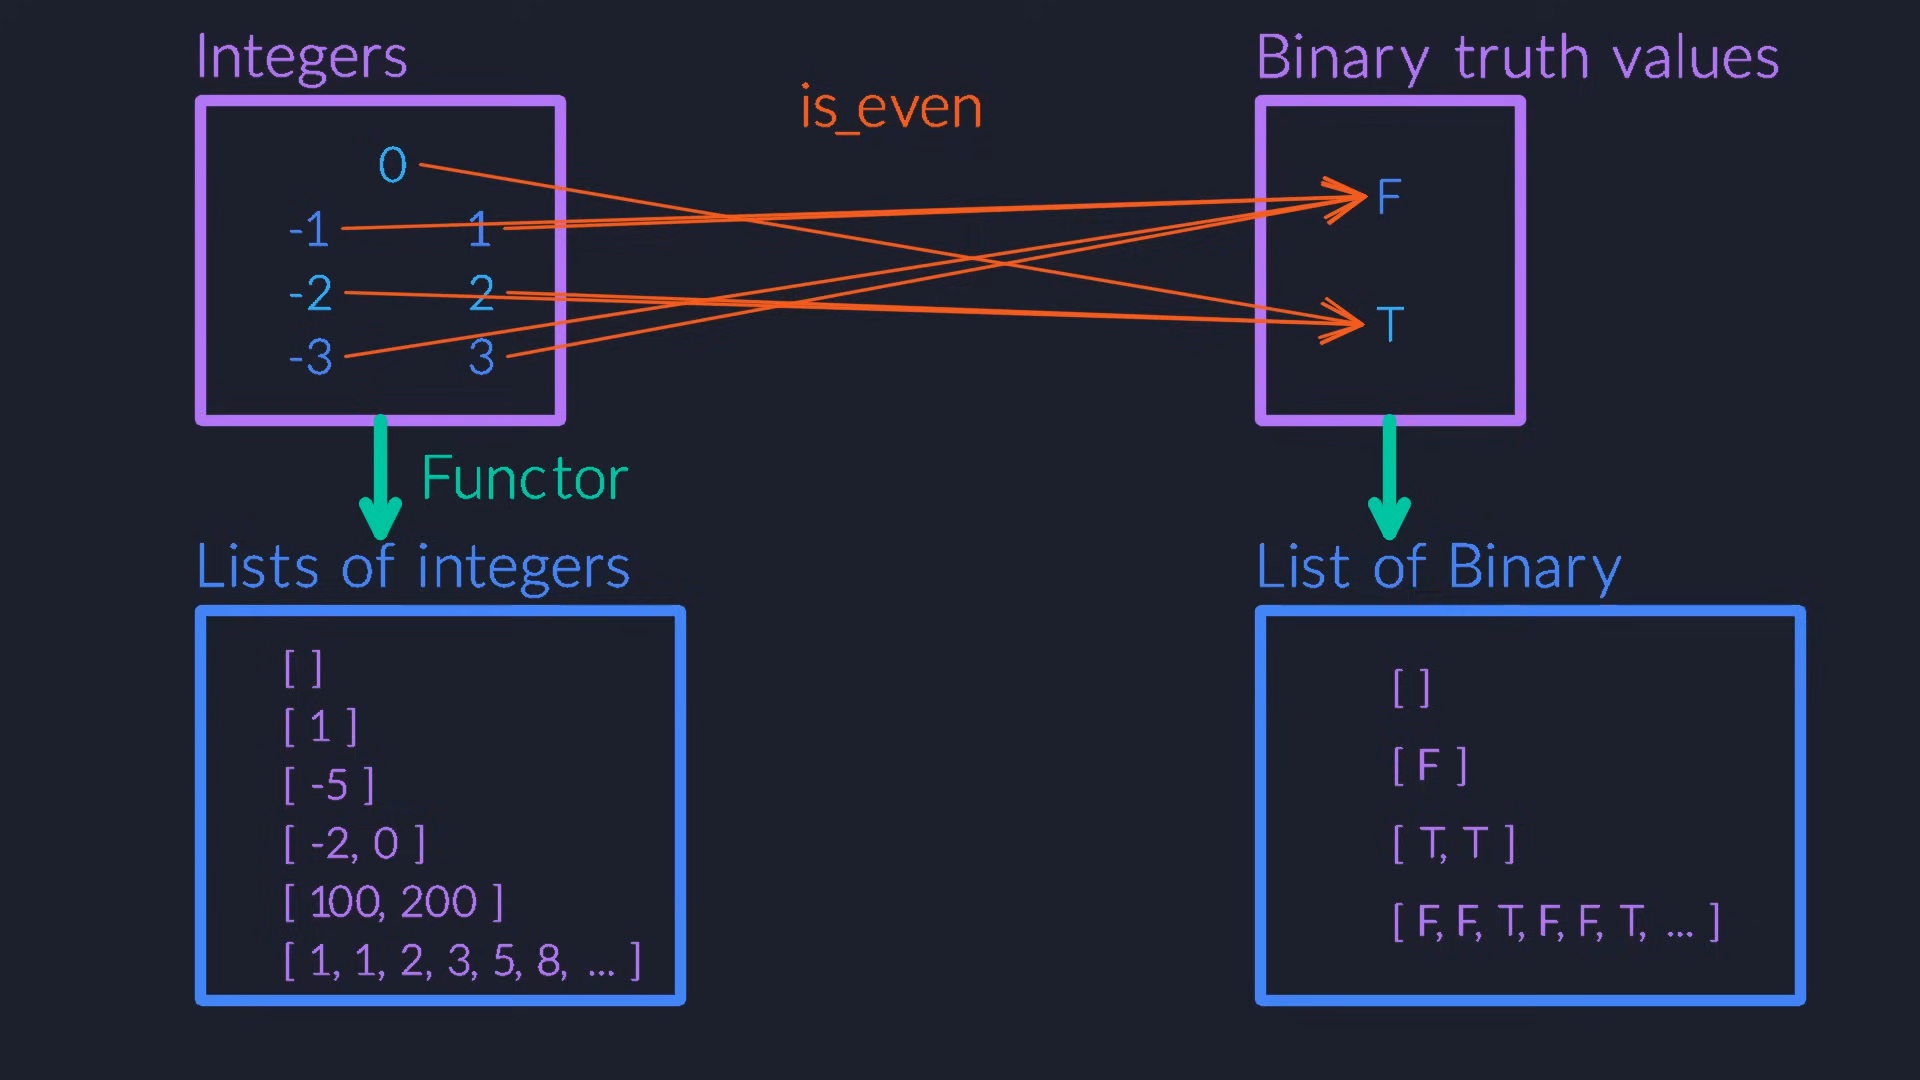 Integers
Binary truth values
is_even
0
-1 1
-2 2
-3 3
F
T
Functor
Lists of integers
[ ]
[ 1 ]
[ -5 ]
[ -2, 0 ]
[ 100, 200 ]
[ 1, 1, 2, 3, 5, 8, ... ]
List of Binary
[ ]
[ F ]
[ T, T ]
[ F, F, T, F, F, T, ... ]